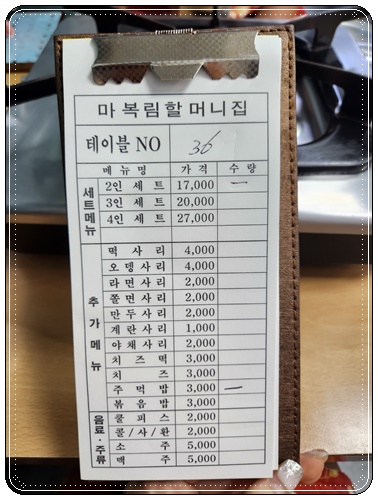 마복림할머니집
테이블 NO 36
메뉴명 가격 수량
세트메뉴
2인 세트 17,000 ─
3인 세트 20,000
4인 세트 27,000
추가메뉴
떡사리 4,000
오뎅사리 4,000
라면사리 2,000
쫄면사리 2,000
만두사리 2,000
계란사리 1,000
야채사리 2,000
치즈떡 3,000
치즈 3,000
주먹밥 3,000 ─
볶음밥 3,000
음료·주류
쿨피스 2,000
콜/사/환 2,000
소주 5,000
맥주 5,000